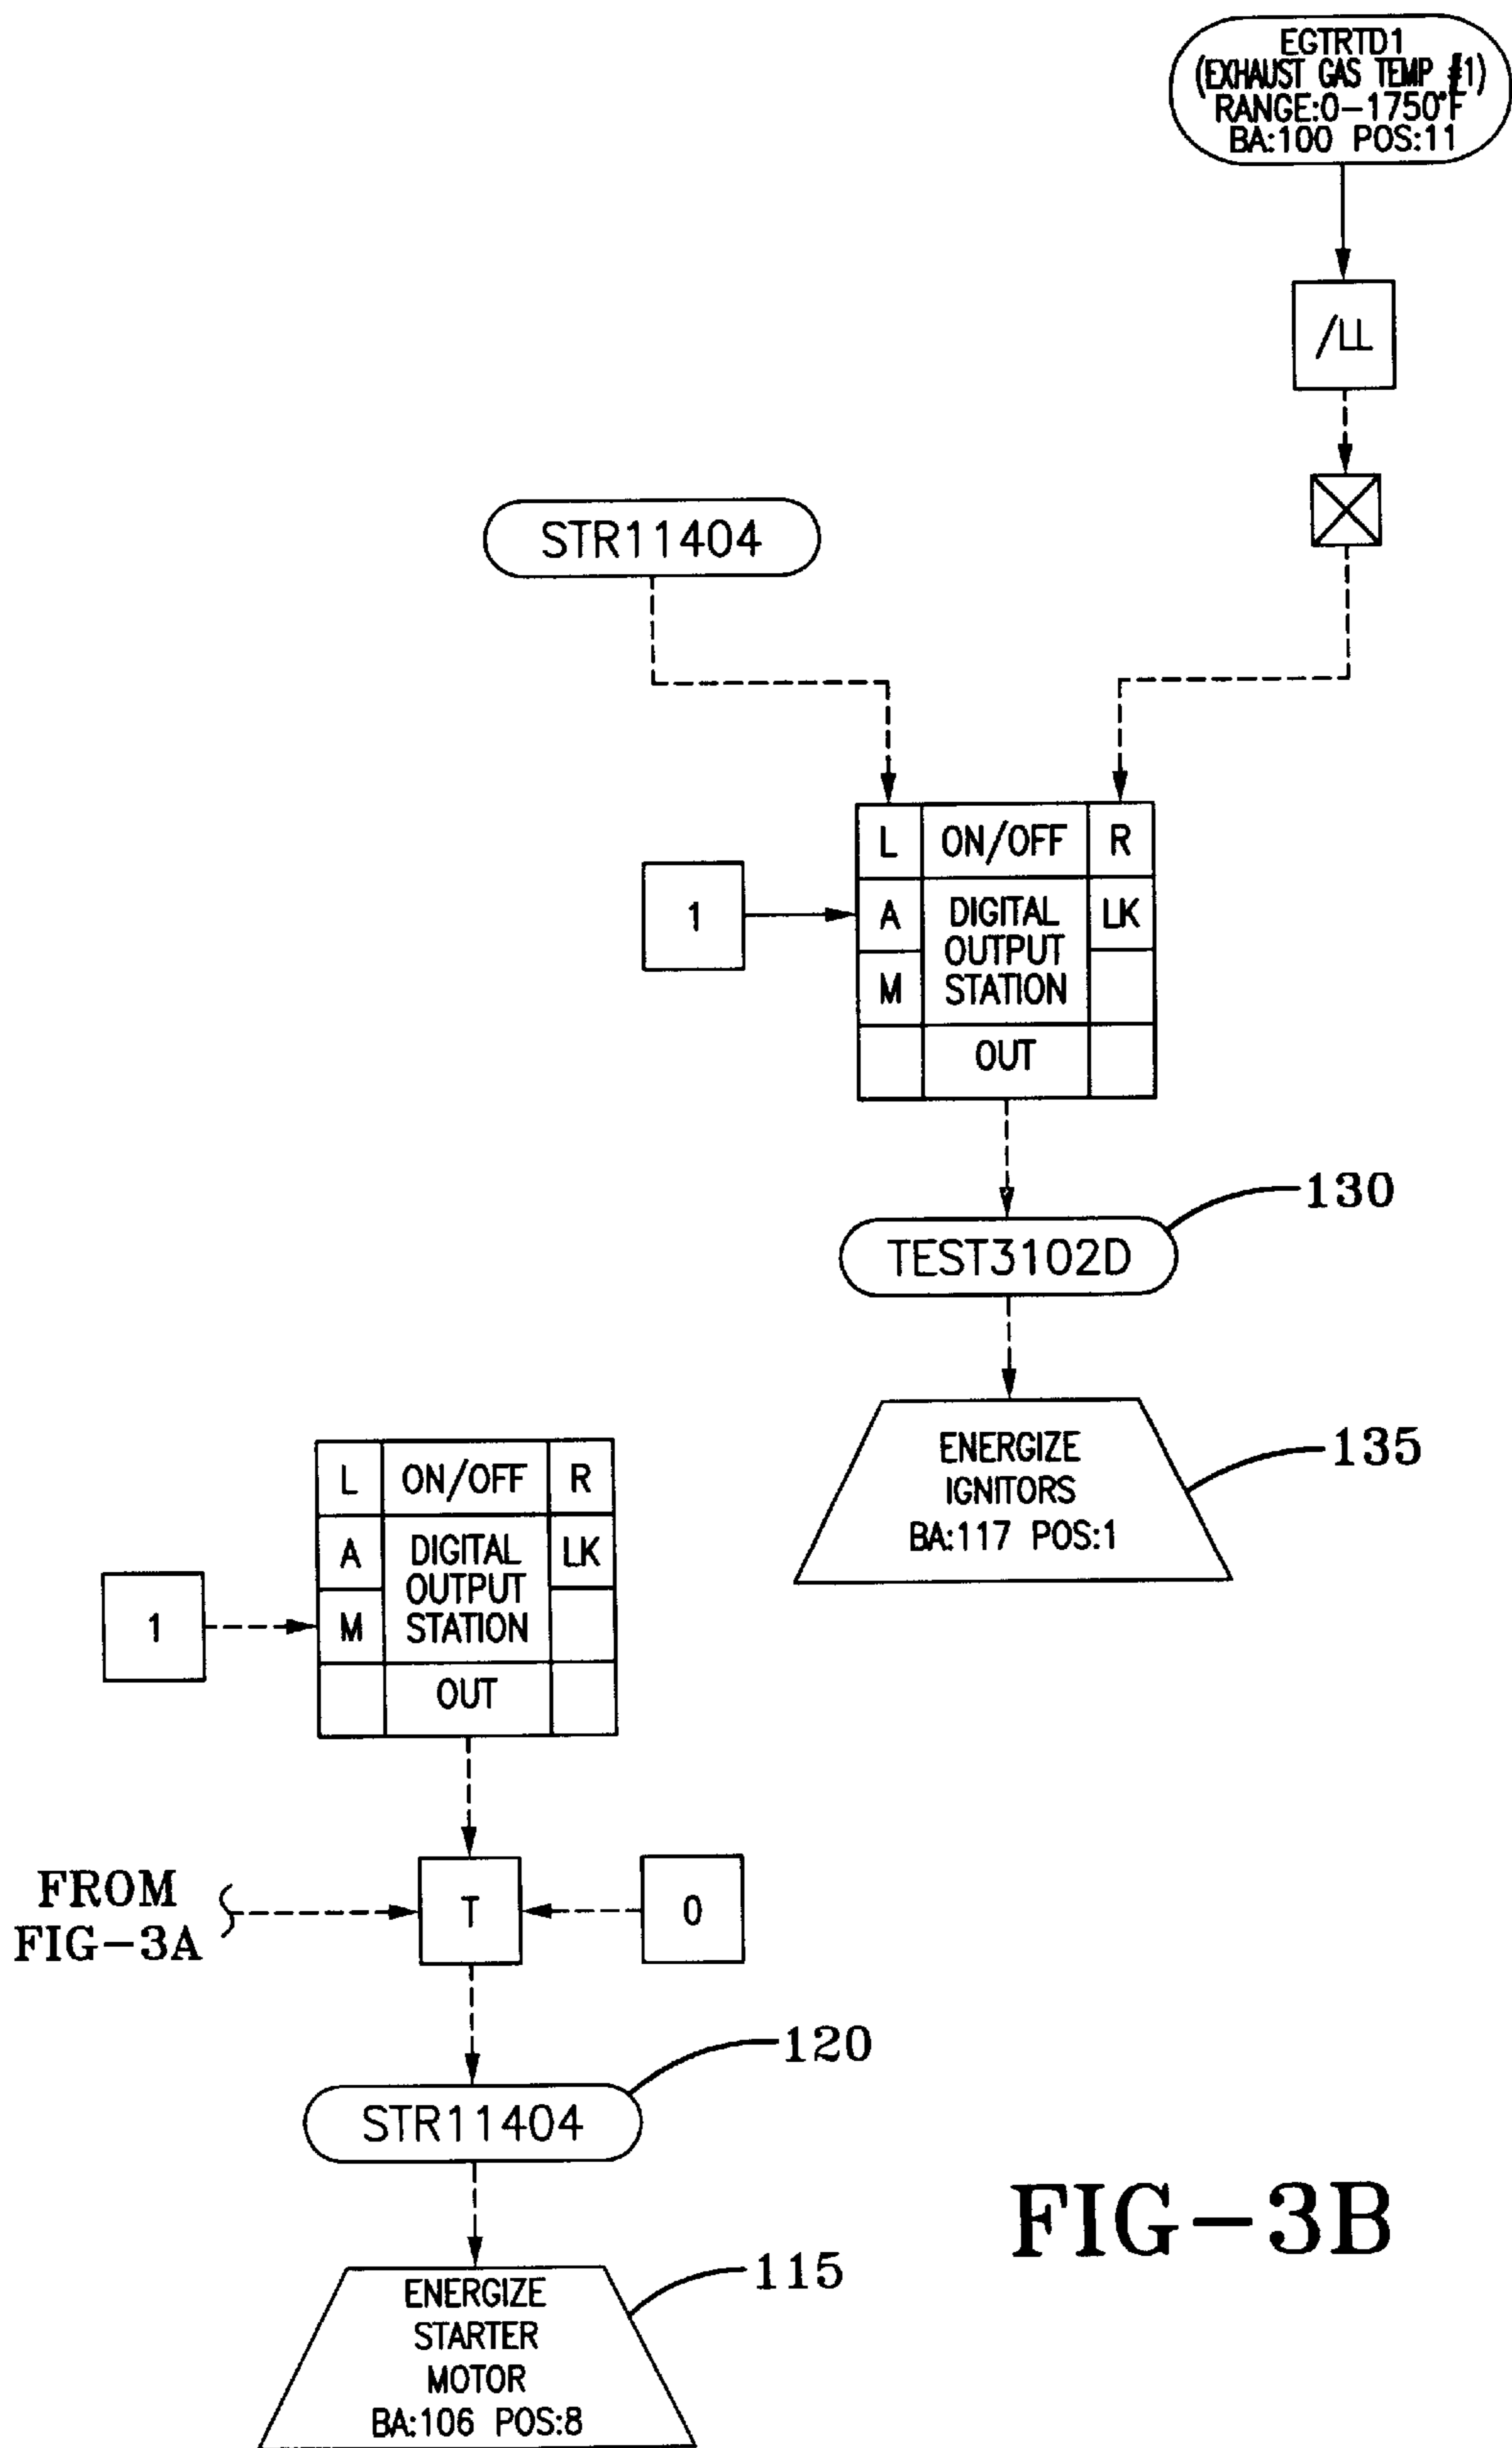 EGTRTD1
(EXHAUST GAS TEMP #1)
RANGE:0-1750°F
BA:100 POS:11
/LL
STR11404
L ON/OFF R
1
A DIGITAL LK
OUTPUT
M STATION
OUT
130
TEST3102D
ENERGIZE
IGNITORS
BA:117 POS:1
135
L ON/OFF R
A DIGITAL LK
OUTPUT
1
M STATION
OUT
FROM
FIG-3A
T
0
120
STR11404
115
ENERGIZE
STARTER
MOTOR
BA:106 POS:8
FIG-3B